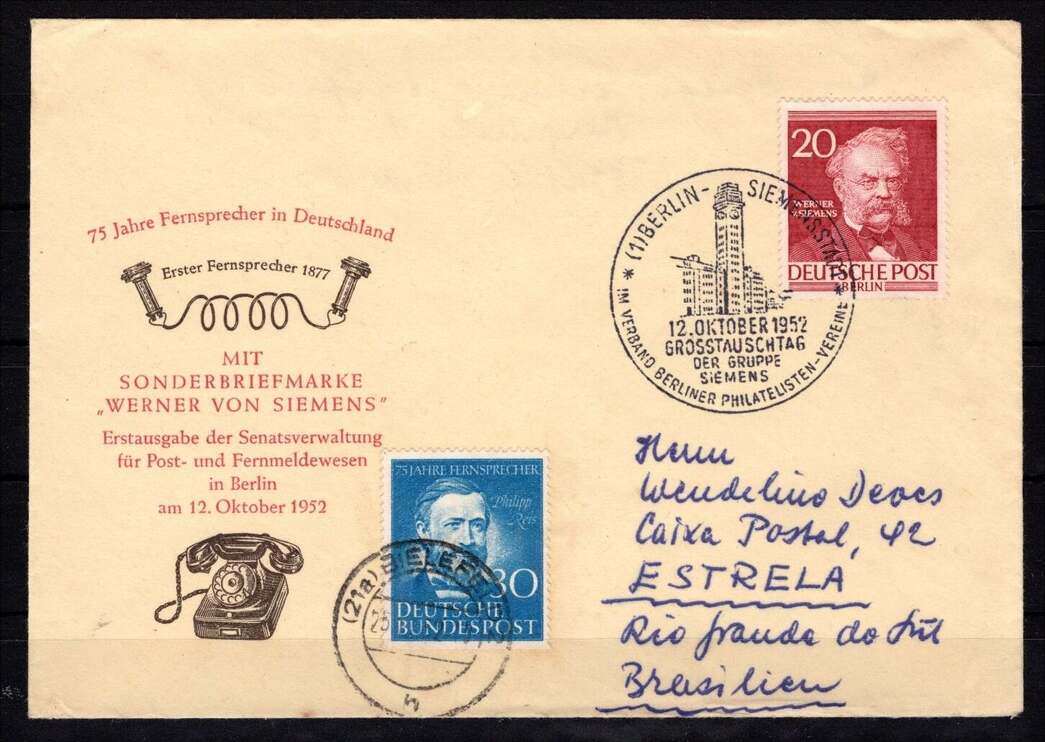 75 Jahre Fernsprecher in Deutschland
Erster Fernsprecher 1877
MIT
SONDERBRIEFMARKE
„WERNER VON SIEMENS"
Erstausgabe der Senatsverwaltung
für Post- und Fernmeldewesen
in Berlin
am 12. Oktober 1952
20
WERNER
v. SIEMENS
DEUTSCHE POST
BERLIN
(1) BERLIN-SIEMENSSTADT
12. OKTOBER 1952
GROSSTAUSCHTAG
DER GRUPPE
SIEMENS
* IM VERBAND BERLINER PHILATELISTEN-VEREINE *
75 JAHRE FERNSPRECHER
Philipp
Reis
30
DEUTSCHE
BUNDESPOST
(21a) BIELEFELD
Herrn
Wendelino
Caixa Postal, 42
ESTRELA
Rio Grande do Sul
Brasilien